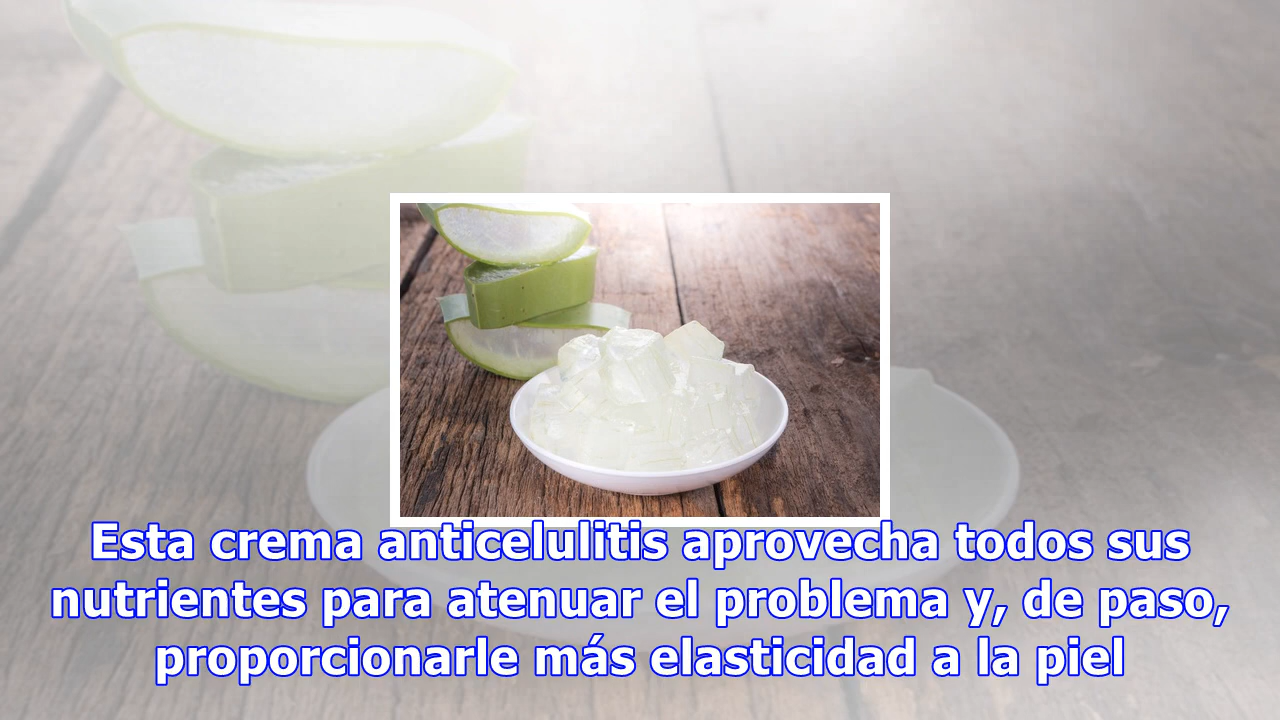 Esta crema anticelulitis aprovecha todos sus
nutrientes para atenuar el problema y, de paso,
proporcionarle más elasticidad a la piel